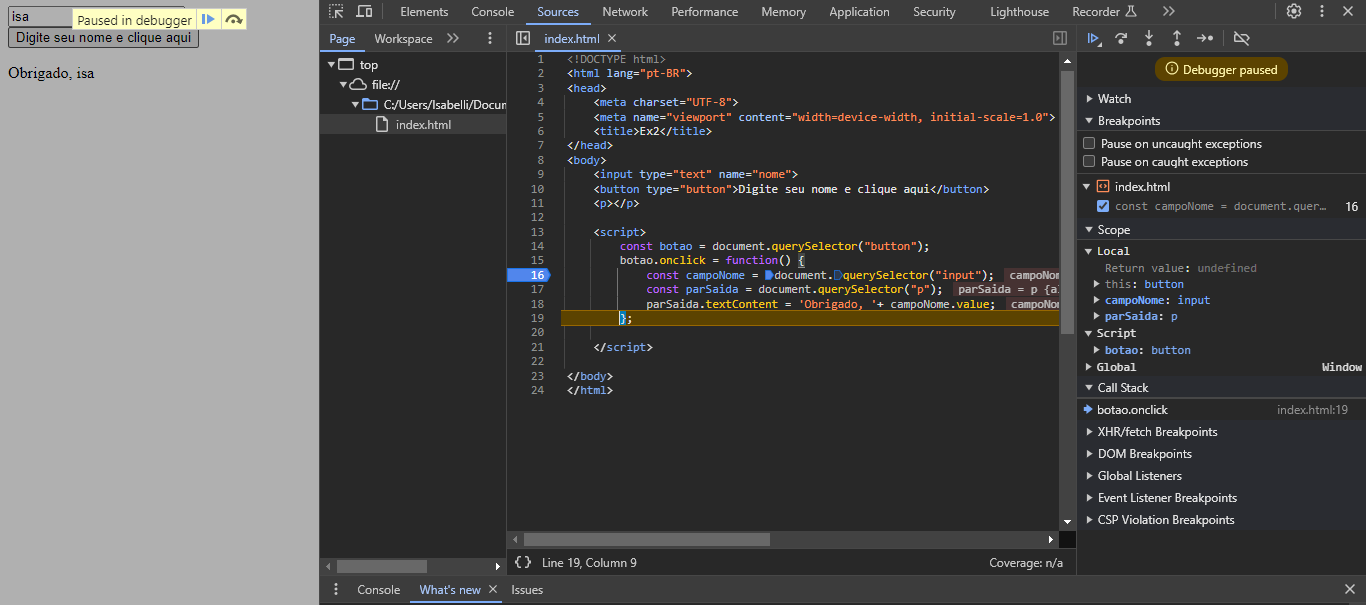 isa
Paused in debugger
Digite seu nome e clique aqui
Obrigado, isa
Elements Console Sources Network Performance Memory Application Security Lighthouse Recorder
Page Workspace
index.html
top
file://
C:/Users/Isabelli/Docum
index.html
1 <!DOCTYPE html>
2 <html lang="pt-BR">
3 <head>
4 <meta charset="UTF-8">
5 <meta name="viewport" content="width=device-width, initial-scale=1.0">
6 <title>Ex2</title>
7 </head>
8 <body>
9 <input type="text" name="nome">
10 <button type="button">Digite seu nome e clique aqui</button>
11 <p></p>
12
13 <script>
14 const botao = document.querySelector("button");
15 botao.onclick = function() {
16 const campoNome = document.querySelector("input"); campoNom
17 const parSaida = document.querySelector("p"); parSaida = p {a
18 parSaida.textContent = 'Obrigado, '+ campoNome.value; campoNom
19 };
20
21 </script>
22
23 </body>
24 </html>
{ } Line 19, Column 9
Coverage: n/a
Debugger paused
Watch
Breakpoints
Pause on uncaught exceptions
Pause on caught exceptions
index.html
const campoNome = document.quer… 16
Scope
Local
Return value: undefined
this: button
campoNome: input
parSaida: p
Script
botao: button
Global Window
Call Stack
botao.onclick index.html:19
XHR/fetch Breakpoints
DOM Breakpoints
Global Listeners
Event Listener Breakpoints
CSP Violation Breakpoints
Console What's new Issues